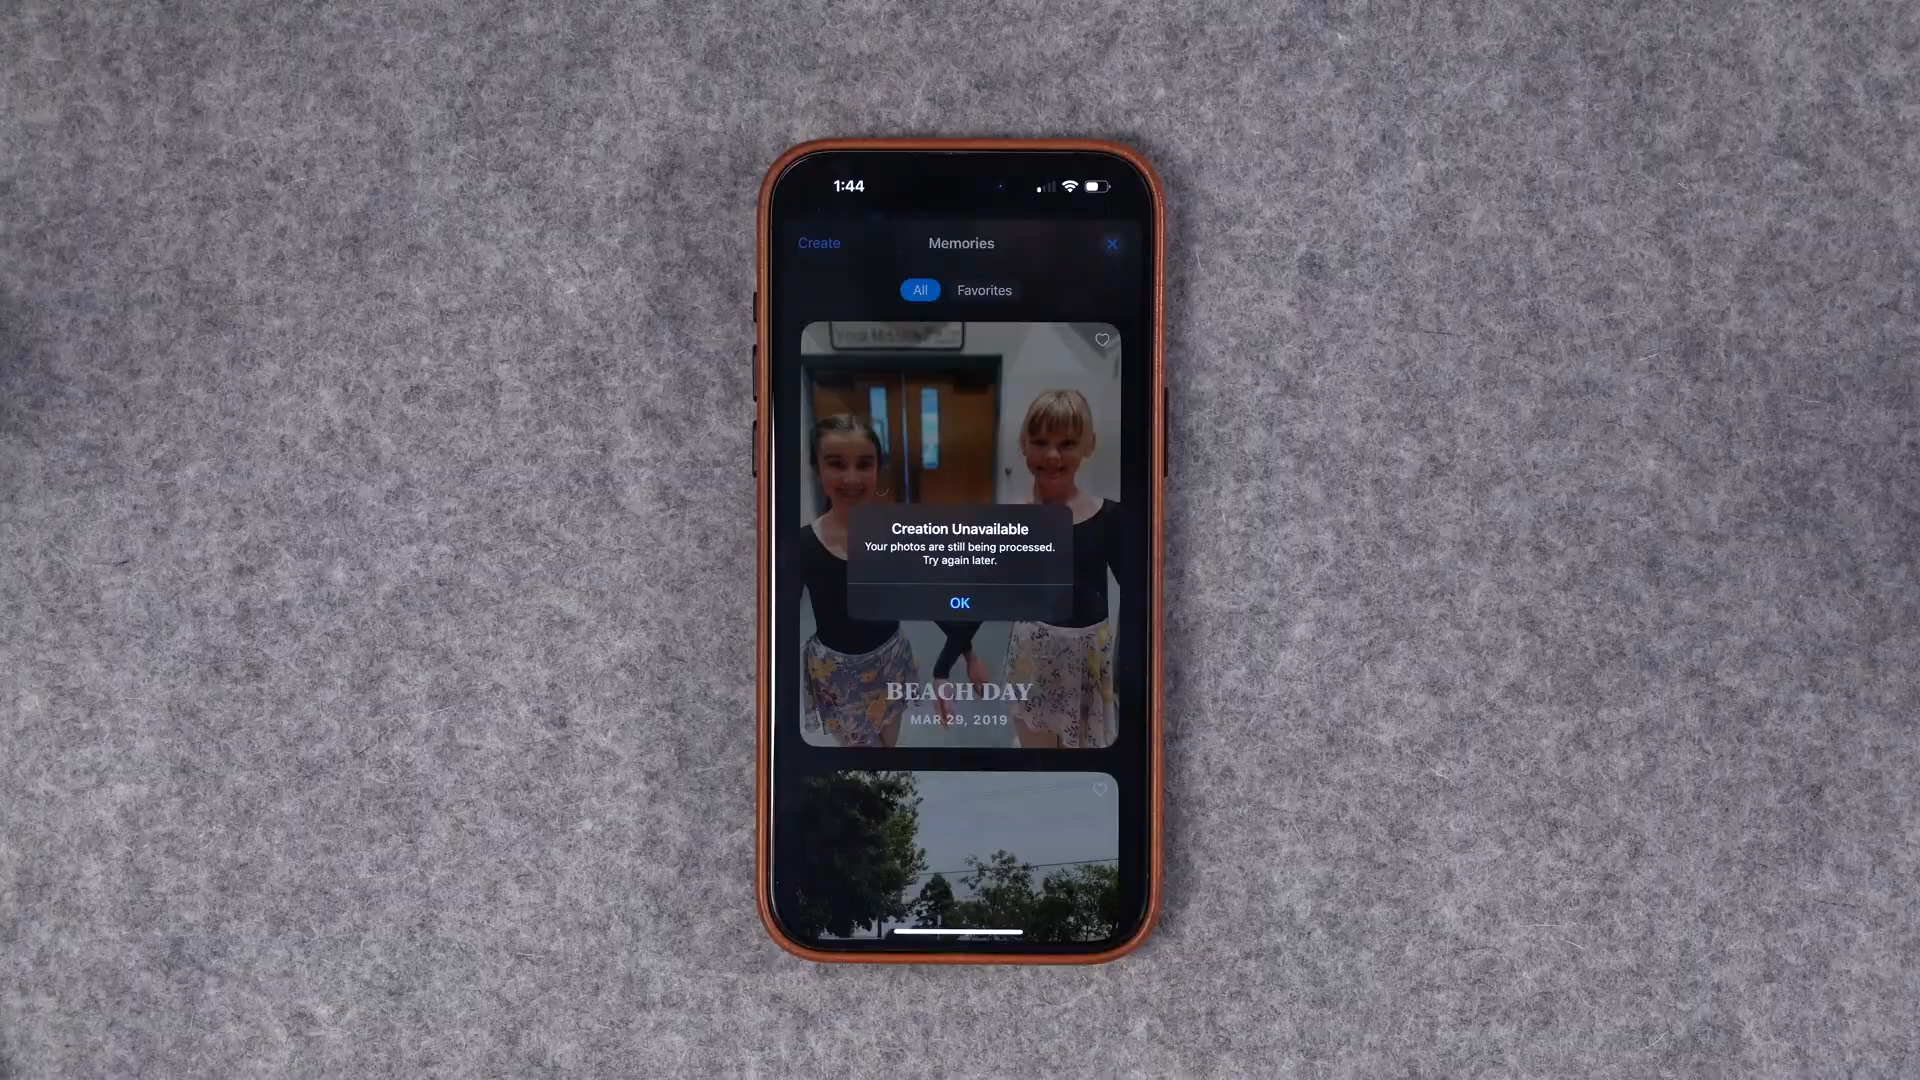 1:44
Create
Memories
All
Favorites
Creation Unavailable
Your photos are still being processed.
Try again later.
OK
BEACH DAY
MAR 29, 2019